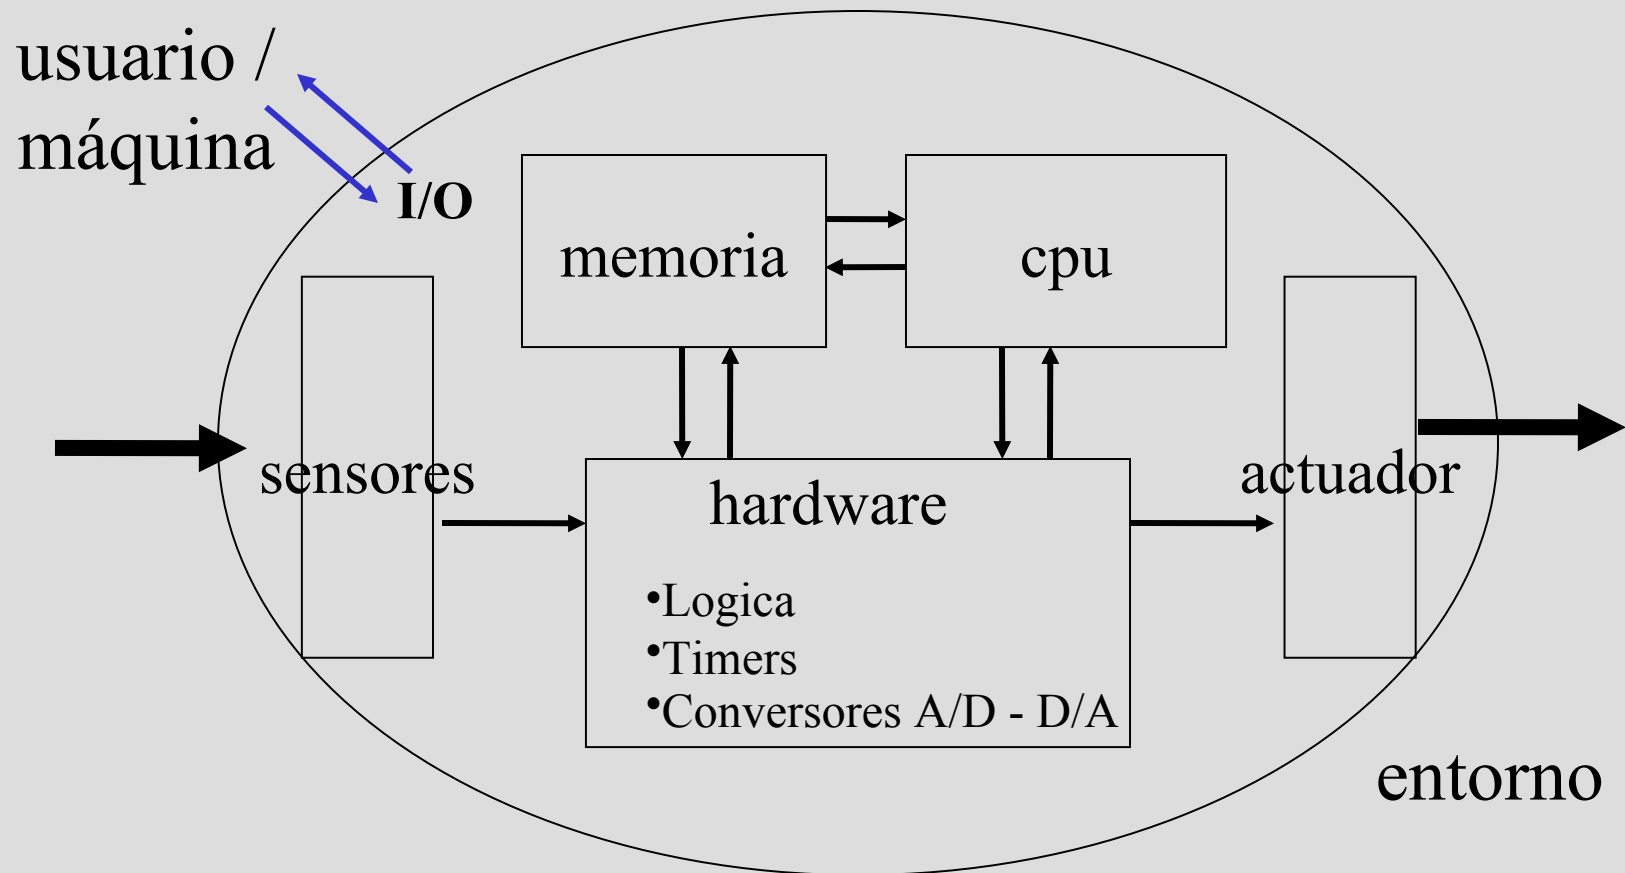 usuario /
máquina
I/O
memoria
cpu
sensores
hardware
•Logica
•Timers
•Conversores A/D - D/A
actuador
entorno